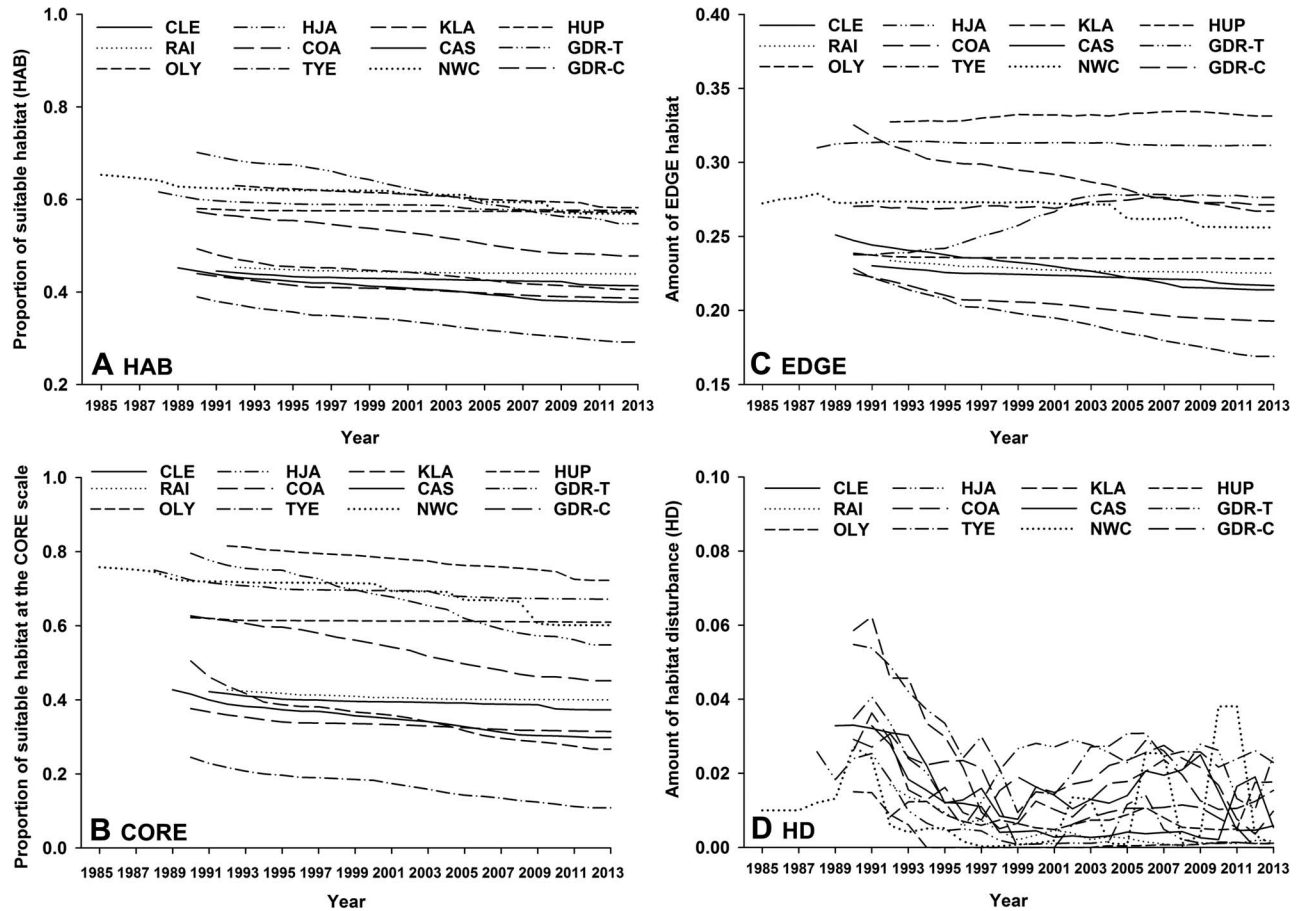 Proportion of suitable habitat (HAB)
1.0
0.8
0.6
0.4
0.2
CLE HJA KLA HUP
RAI COA CAS GDR-T
OLY TYE NWC GDR-C
A HAB
1985 1987 1989 1991 1993 1995 1997 1999 2001 2003 2005 2007 2009 2011 2013
Year
Amount of EDGE habitat
0.40
0.35
0.30
0.25
0.20
0.15
CLE HJA KLA HUP
RAI COA CAS GDR-T
OLY TYE NWC GDR-C
C EDGE
1985 1987 1989 1991 1993 1995 1997 1999 2001 2003 2005 2007 2009 2011 2013
Year
Proportion of suitable habitat at the CORE scale
1.0
0.8
0.6
0.4
0.2
0.0
CLE HJA KLA HUP
RAI COA CAS GDR-T
OLY TYE NWC GDR-C
B CORE
1985 1987 1989 1991 1993 1995 1997 1999 2001 2003 2005 2007 2009 2011 2013
Year
Amount of habitat disturbance (HD)
0.10
0.08
0.06
0.04
0.02
0.00
CLE HJA KLA HUP
RAI COA CAS GDR-T
OLY TYE NWC GDR-C
D HD
1985 1987 1989 1991 1993 1995 1997 1999 2001 2003 2005 2007 2009 2011 2013
Year